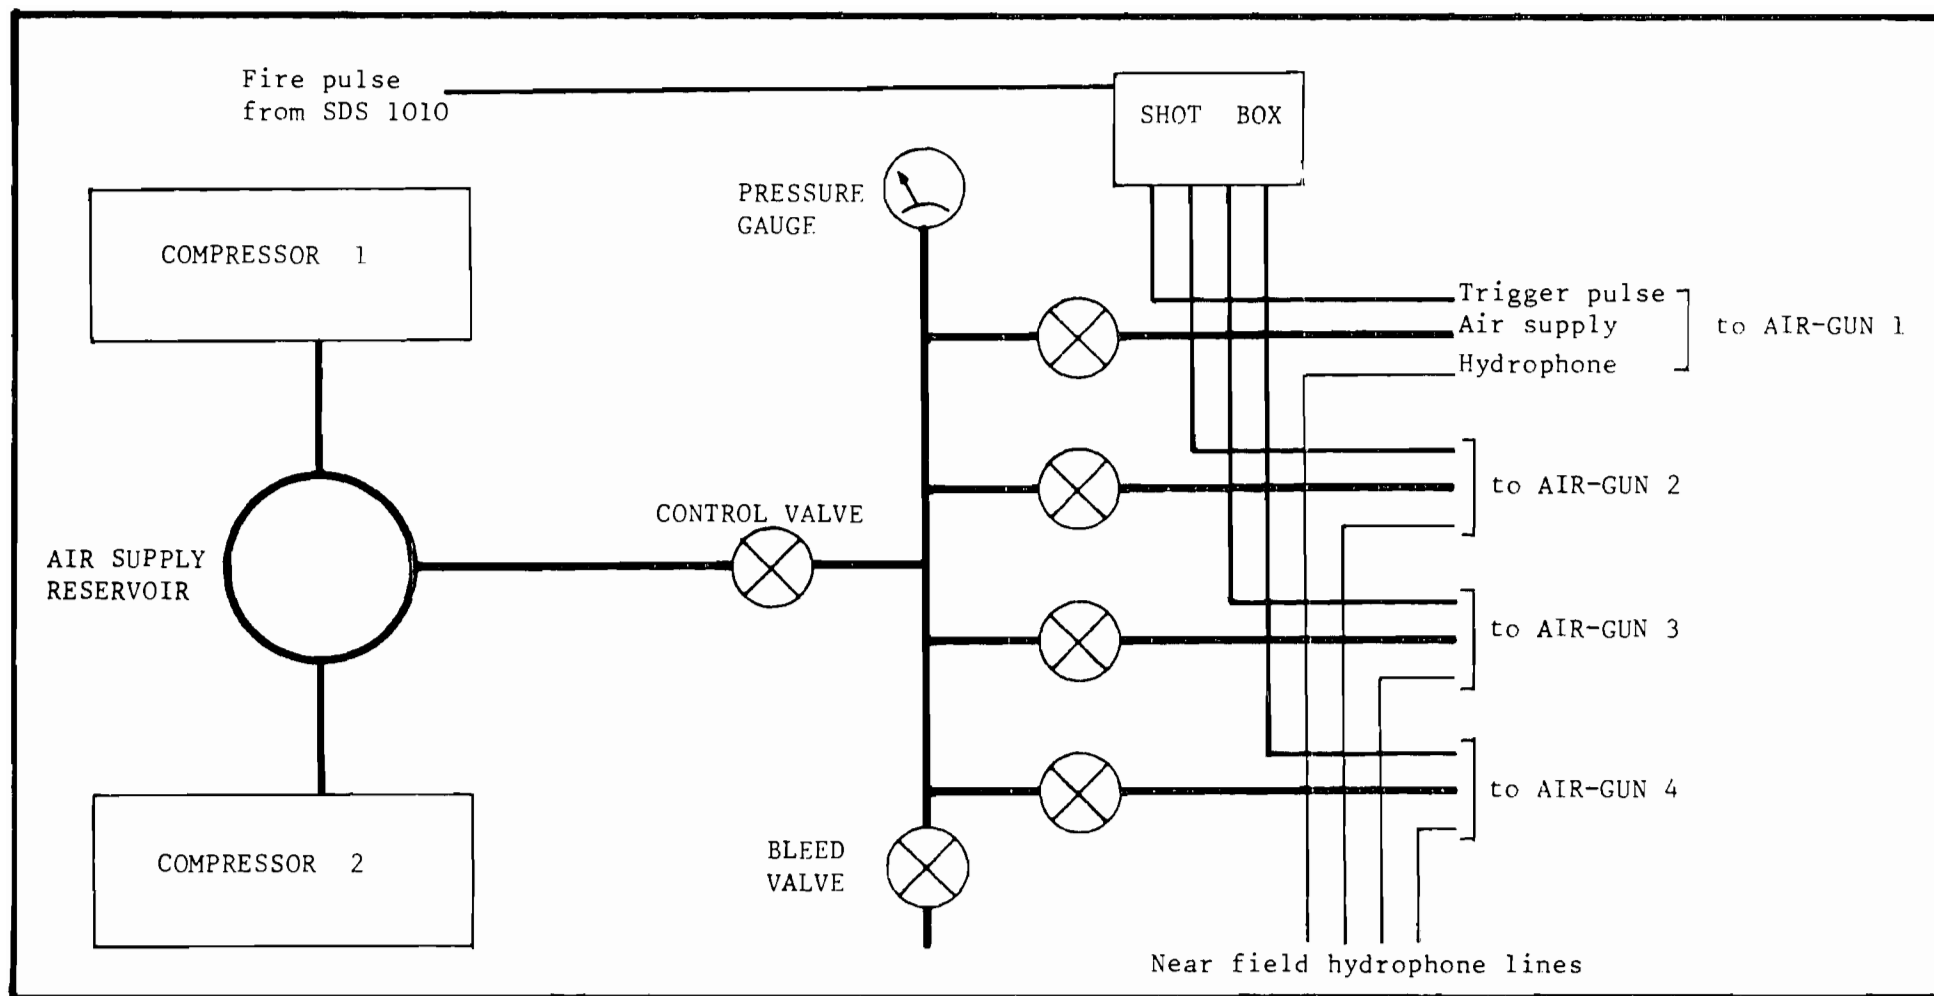 Fire pulse
from SDS 1010
SHOT BOX
PRESSURE
GAUGE
COMPRESSOR 1
Trigger pulse
Air supply
Hydrophone
to AIR-GUN 1
to AIR-GUN 2
CONTROL VALVE
AIR SUPPLY
RESERVOIR
to AIR-GUN 3
to AIR-GUN 4
BLEED
VALVE
COMPRESSOR 2
Near field hydrophone lines